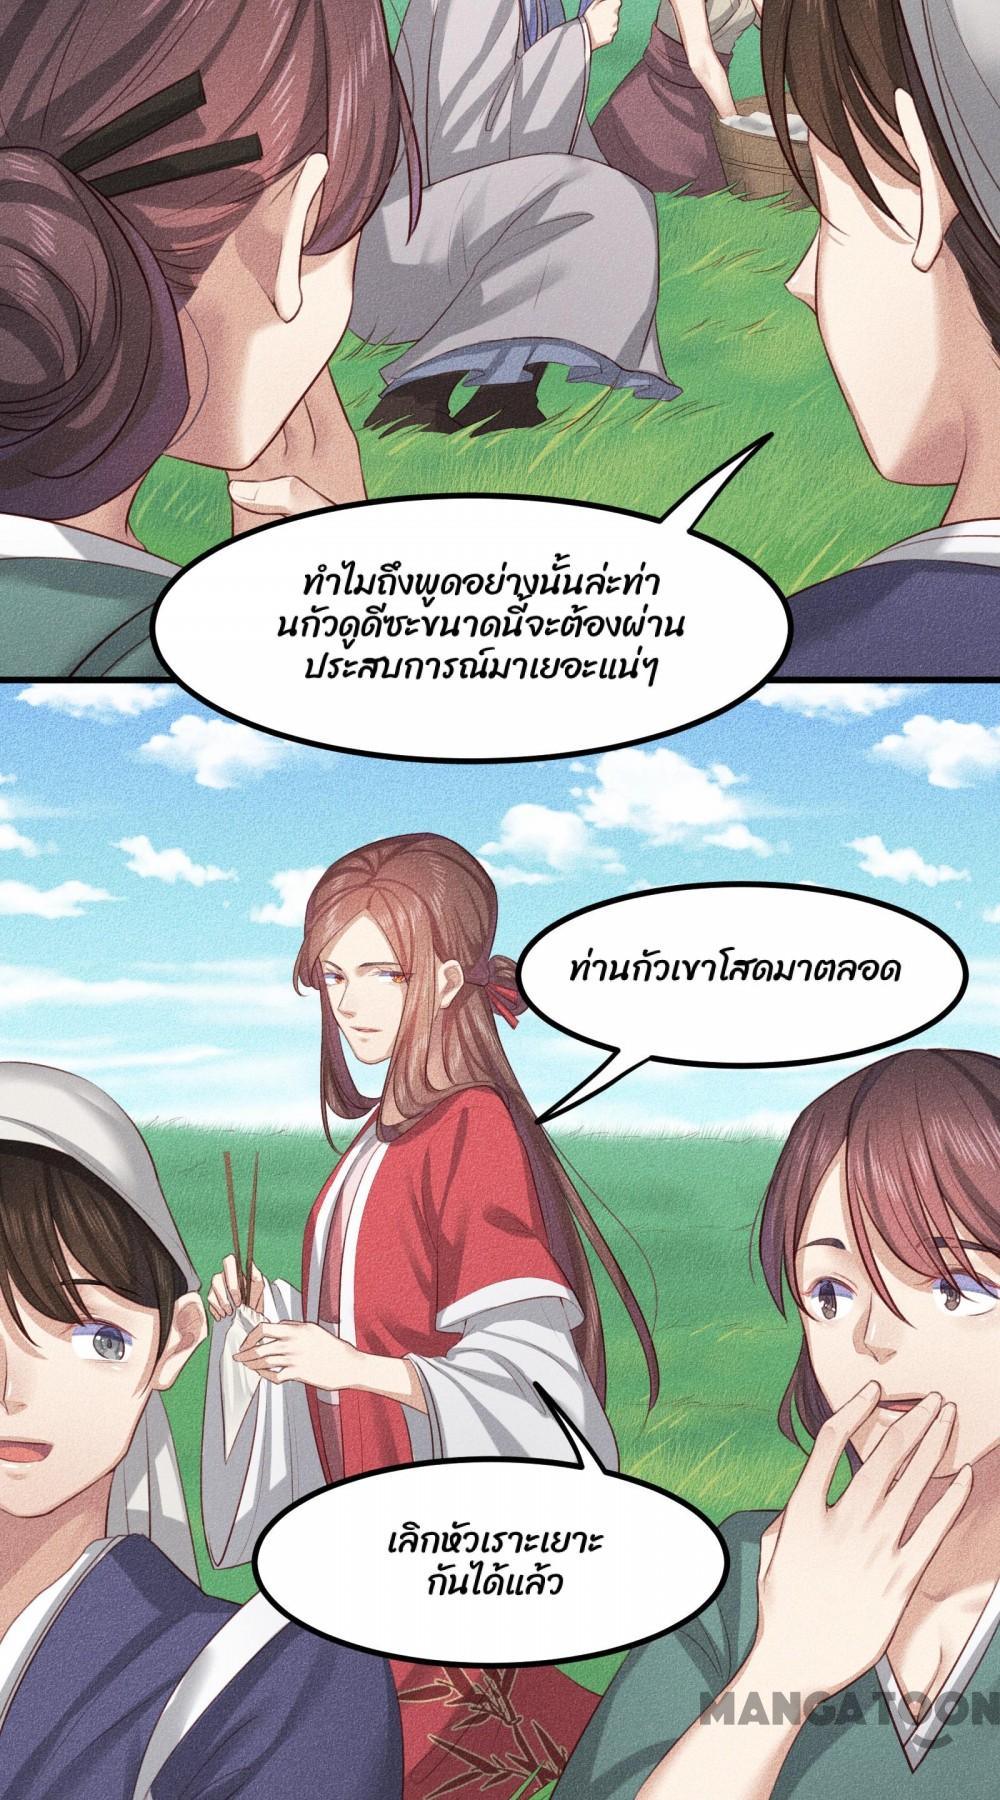 ทำไมถึงพูดอย่างนั้นล่ะท่า
นกัวดูดีซะขนาดนี้จะต้องผ่าน
ประสบการณ์มาเยอะแน่ๆ
ท่านกัวเขาโสดมาตลอด
เลิกหัวเราะเยาะ
กันได้แล้ว
MANGATOON